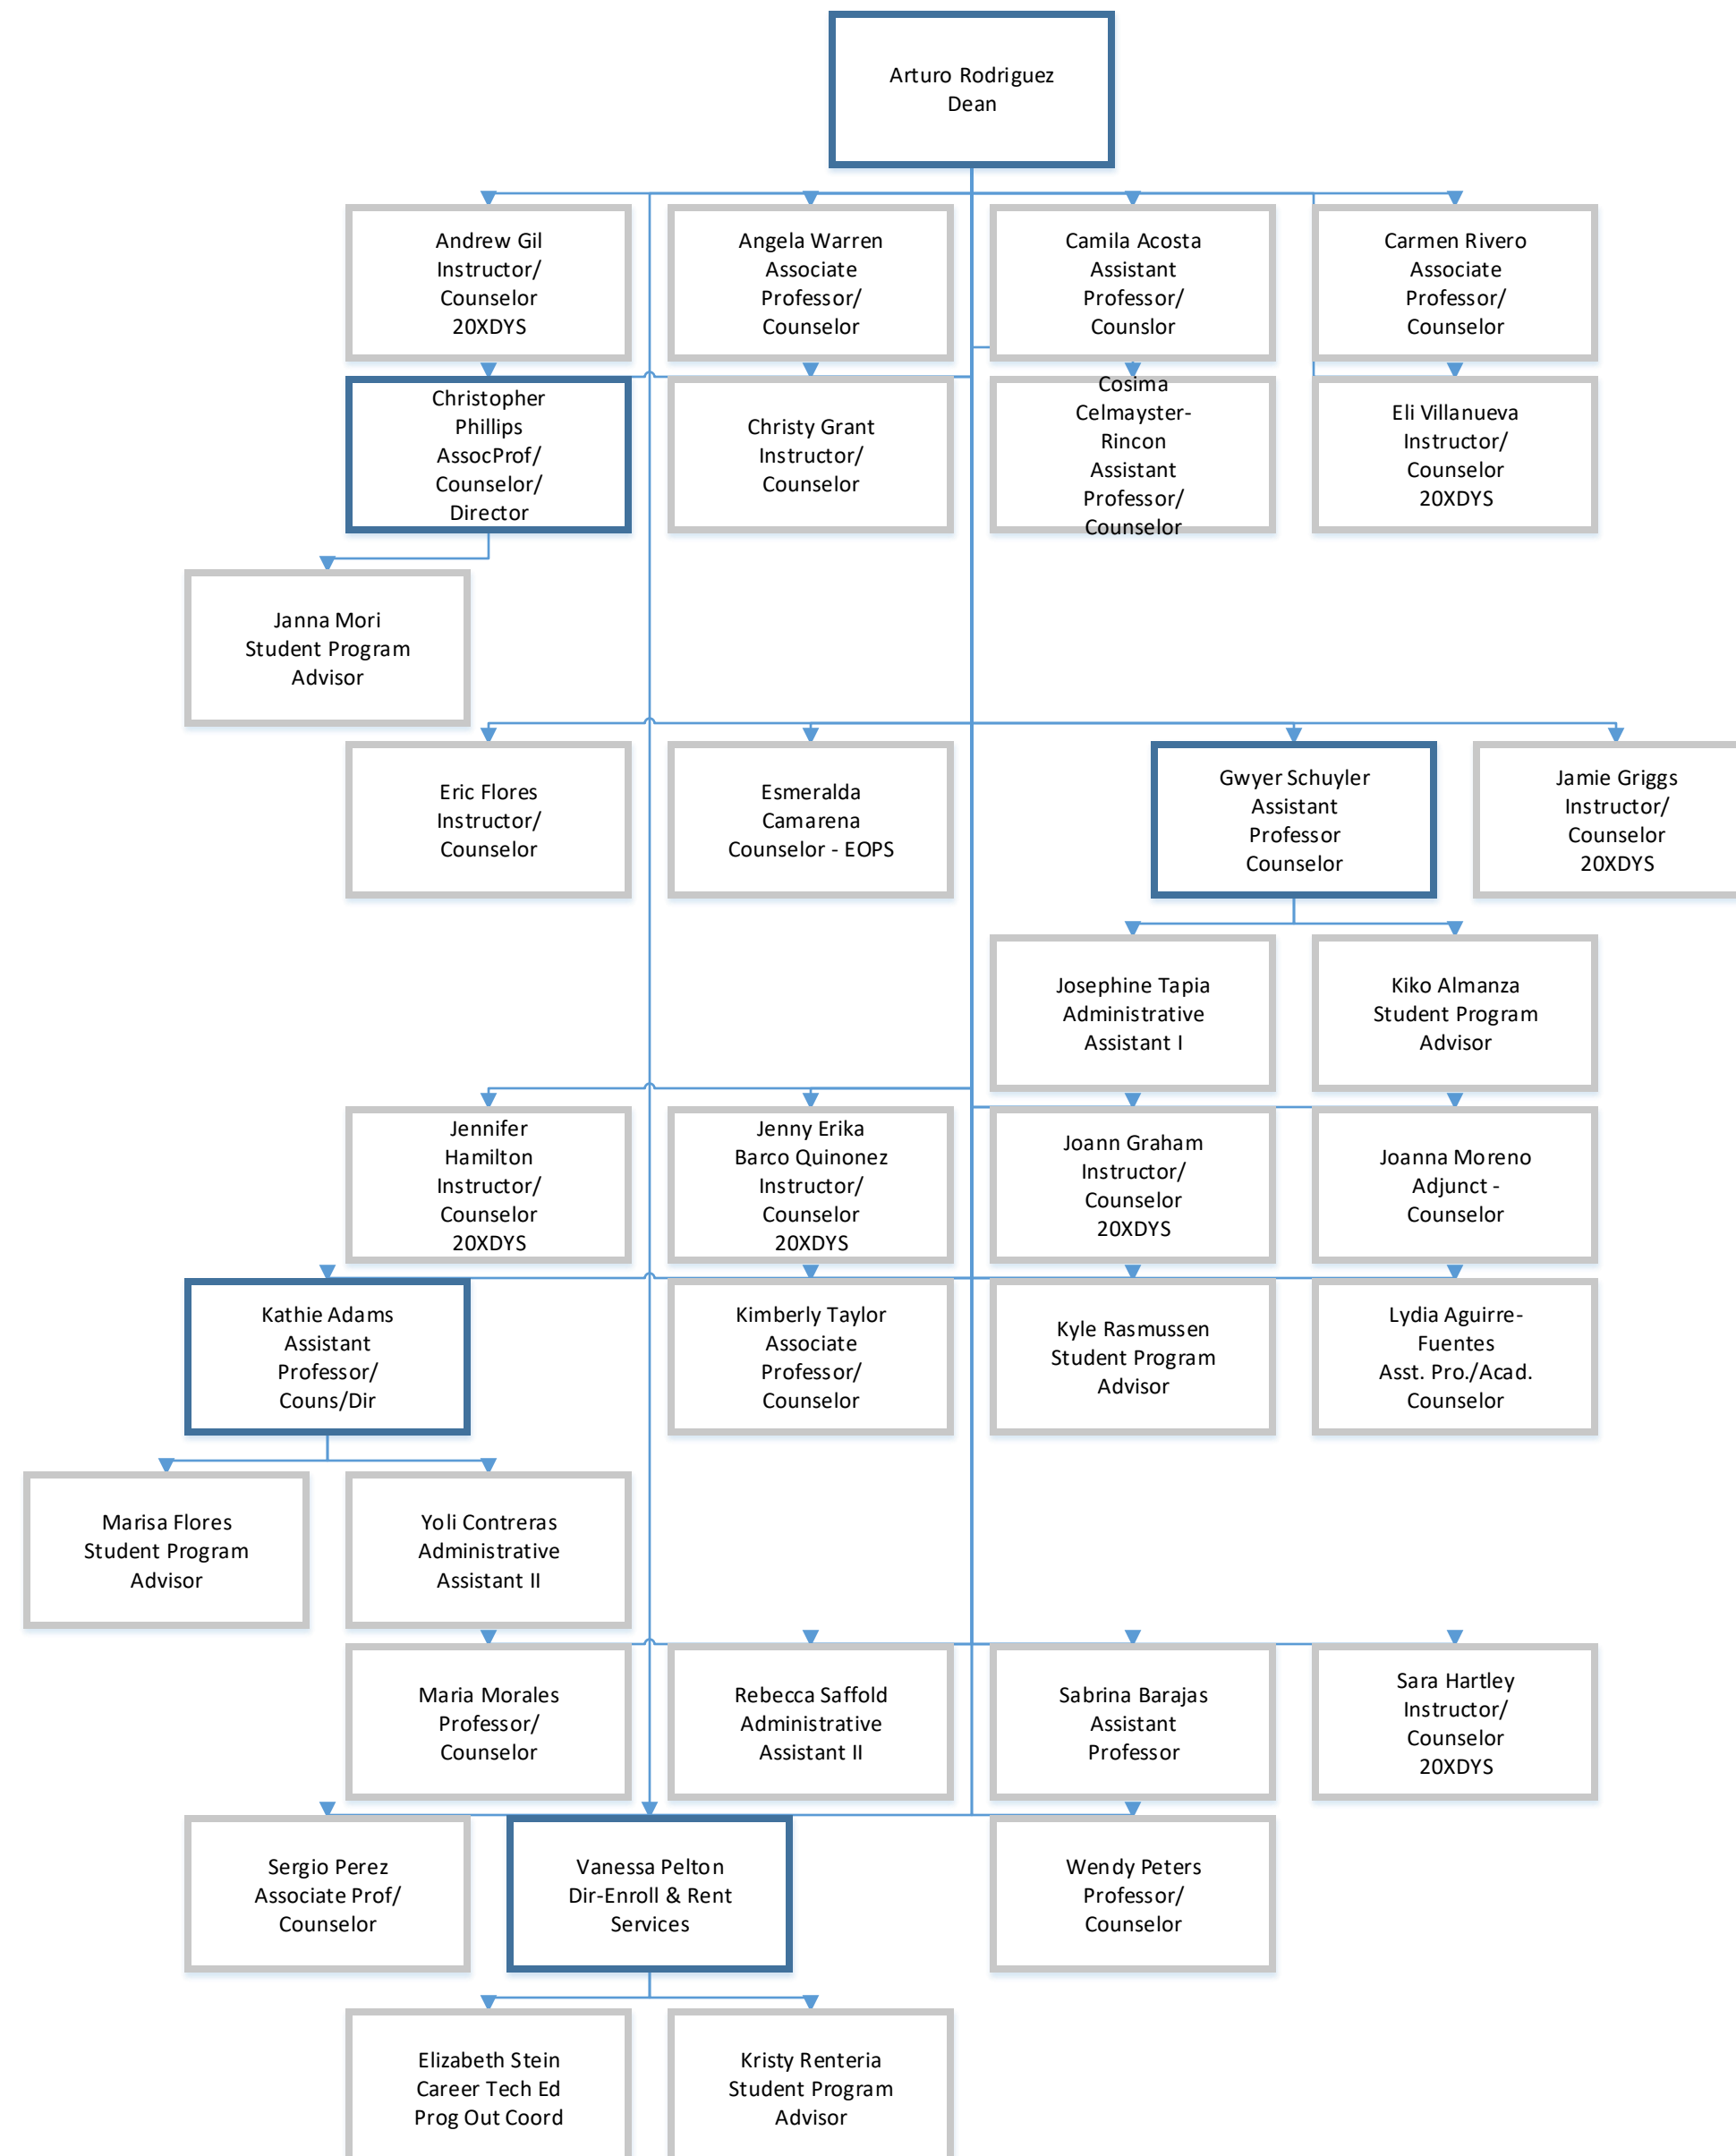 Arturo Rodriguez
Dean
Andrew Gil
Instructor/
Counselor
20XDYS
Angela Warren
Associate
Professor/
Counselor
Camila Acosta
Assistant
Professor/
Counslor
Carmen Rivero
Associate
Professor/
Counselor
Christopher
Phillips
AssocProf/
Counselor/
Director
Christy Grant
Instructor/
Counselor
Cosima
Celmayster-
Rincon
Assistant
Professor/
Counselor
Eli Villanueva
Instructor/
Counselor
20XDYS
Janna Mori
Student Program
Advisor
Eric Flores
Instructor/
Counselor
Esmeralda
Camarena
Counselor - EOPS
Gwyer Schuyler
Assistant
Professor
Counselor
Jamie Griggs
Instructor/
Counselor
20XDYS
Josephine Tapia
Administrative
Assistant I
Kiko Almanza
Student Program
Advisor
Jennifer
Hamilton
Instructor/
Counselor
20XDYS
Jenny Erika
Barco Quinonez
Instructor/
Counselor
20XDYS
Joann Graham
Instructor/
Counselor
20XDYS
Joanna Moreno
Adjunct -
Counselor
Kathie Adams
Assistant
Professor/
Couns/Dir
Kimberly Taylor
Associate
Professor/
Counselor
Kyle Rasmussen
Student Program
Advisor
Lydia Aguirre-
Fuentes
Asst. Pro./Acad.
Counselor
Marisa Flores
Student Program
Advisor
Yoli Contreras
Administrative
Assistant II
Maria Morales
Professor/
Counselor
Rebecca Saffold
Administrative
Assistant II
Sabrina Barajas
Assistant
Professor
Sara Hartley
Instructor/
Counselor
20XDYS
Sergio Perez
Associate Prof/
Counselor
Vanessa Pelton
Dir-Enroll & Rent
Services
Wendy Peters
Professor/
Counselor
Elizabeth Stein
Career Tech Ed
Prog Out Coord
Kristy Renteria
Student Program
Advisor